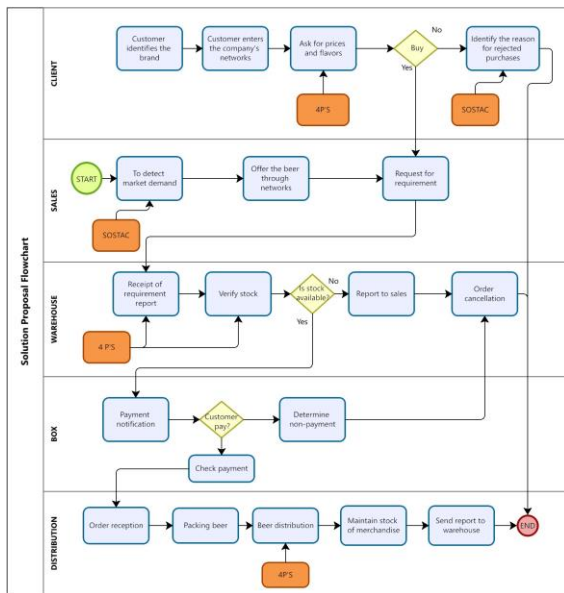 Solution Proposal Flowchart
CLIENT
Customer
identifies the
brand
Customer enters
the company's
networks
Ask for prices
and flavors
Buy
No
Yes
Identify the reason
for rejected
purchases
4P'S
SOSTAC
SALES
START
To detect
market demand
Offer the beer
through
networks
Request for
requirement
SOSTAC
WAREHOUSE
Receipt of
requirement
report
Verify stock
Is stock
available?
No
Yes
Report to sales
Order
cancellation
4 P'S
BOX
Payment
notification
Customer
pay?
Determine
non-payment
Check payment
DISTRIBUTION
Order reception
Packing beer
Beer distribution
Maintain stock
of merchandise
Send report to
warehouse
END
4P'S